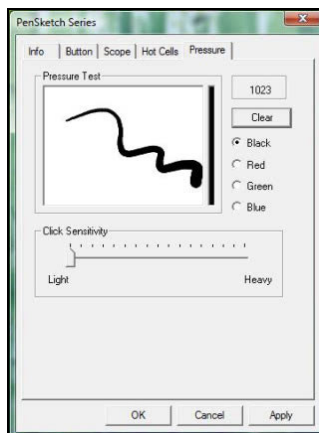 PenSketch Series
Info Button Scope Hot Cells Pressure
Pressure Test
1023
Clear
Black
Red
Green
Blue
Click Sensitivity
Light Heavy
OK Cancel Apply